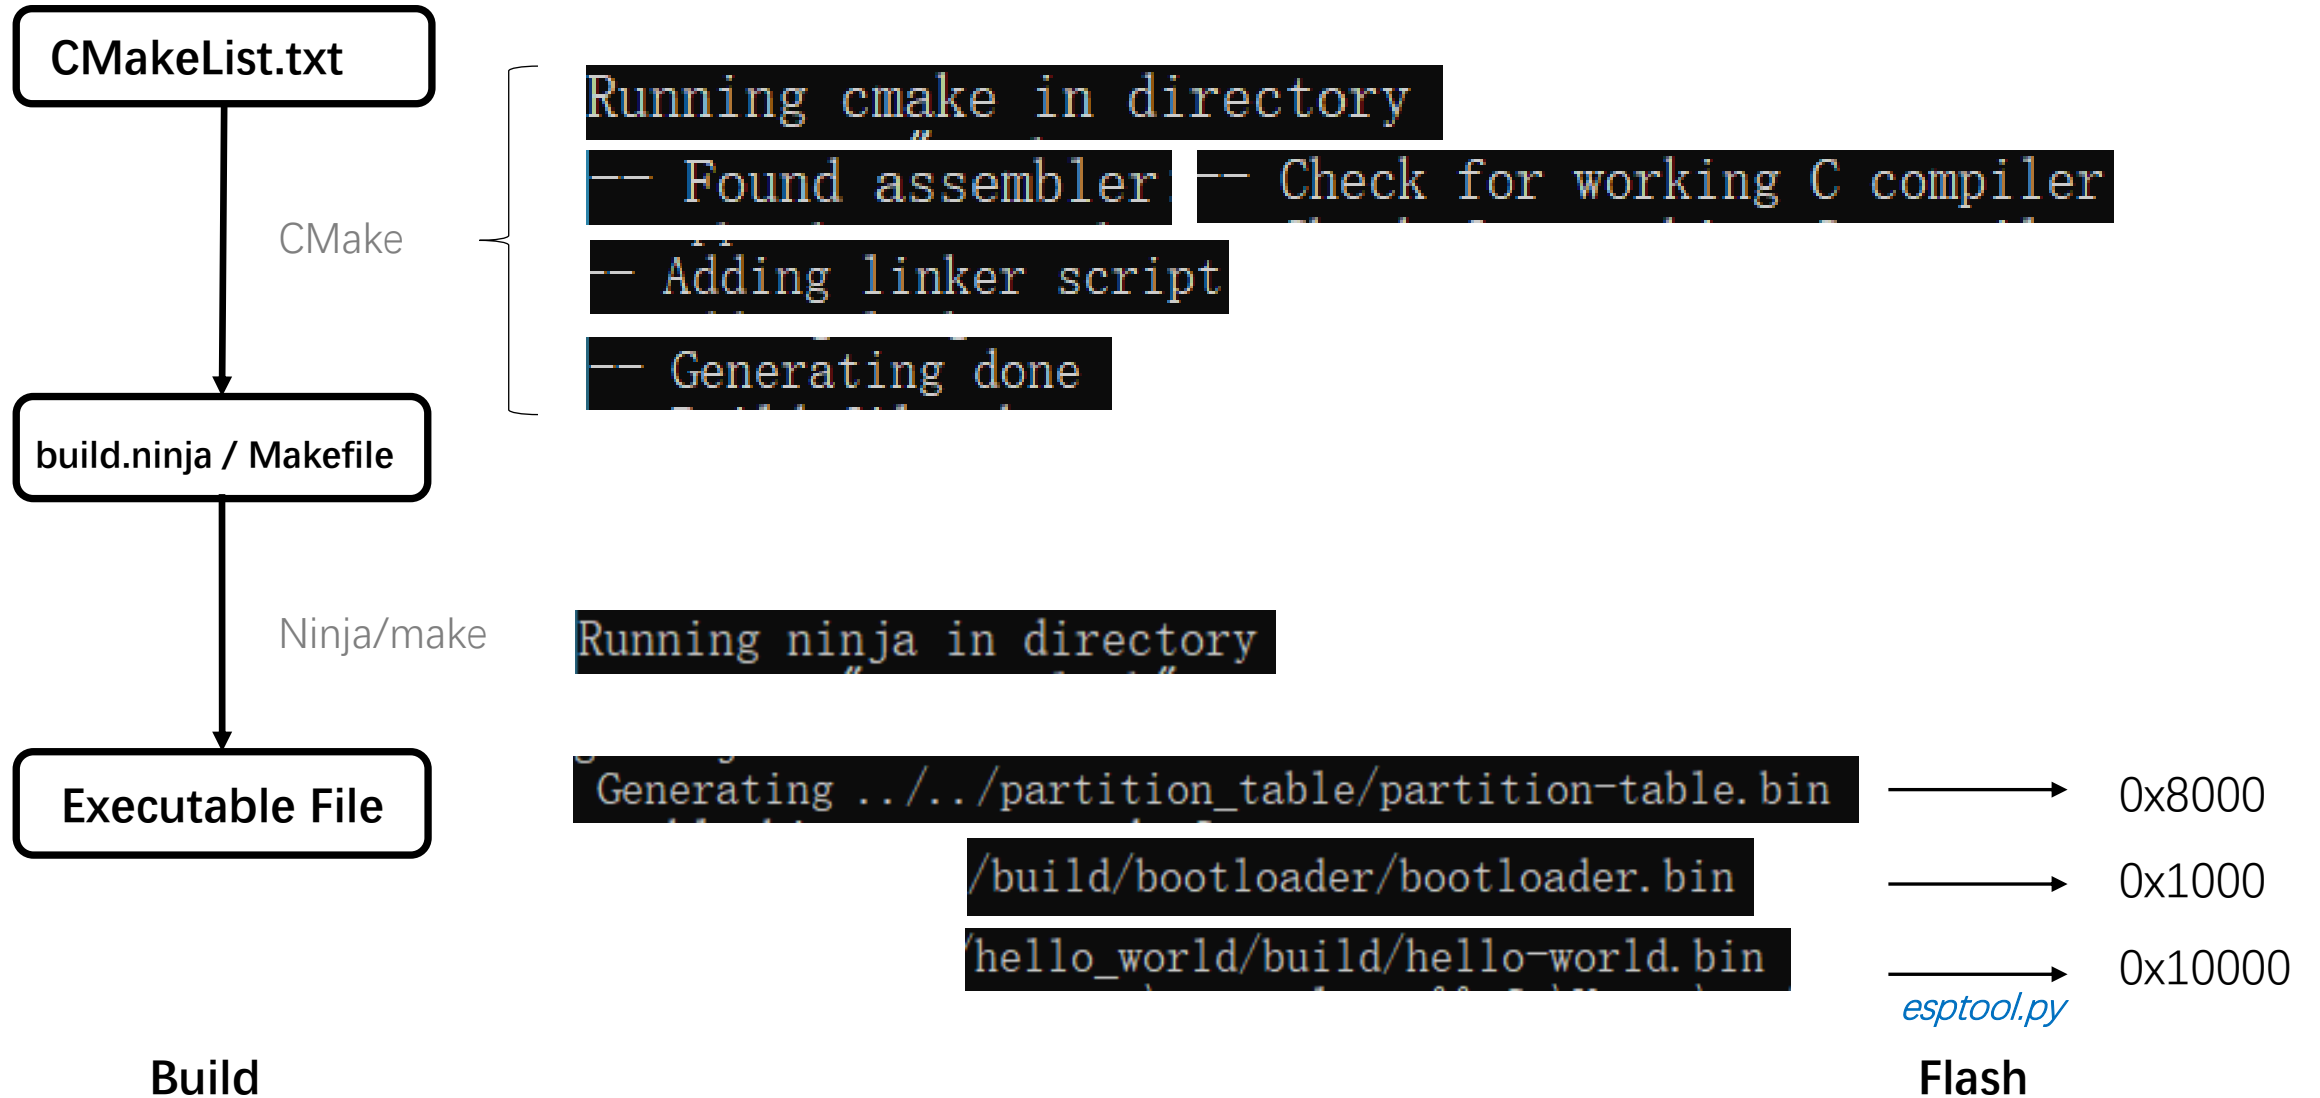 CMakeList.txt
Running cmake in directory
-- Found assembler
-- Check for working C compiler
CMake
-- Adding linker script
-- Generating done
build.ninja / Makefile
Ninja/make
Running ninja in directory
Executable File
Generating ../../partition_table/partition-table.bin
0x8000
/build/bootloader/bootloader.bin
0x1000
/hello_world/build/hello-world.bin
0x10000
esptool.py
Build
Flash